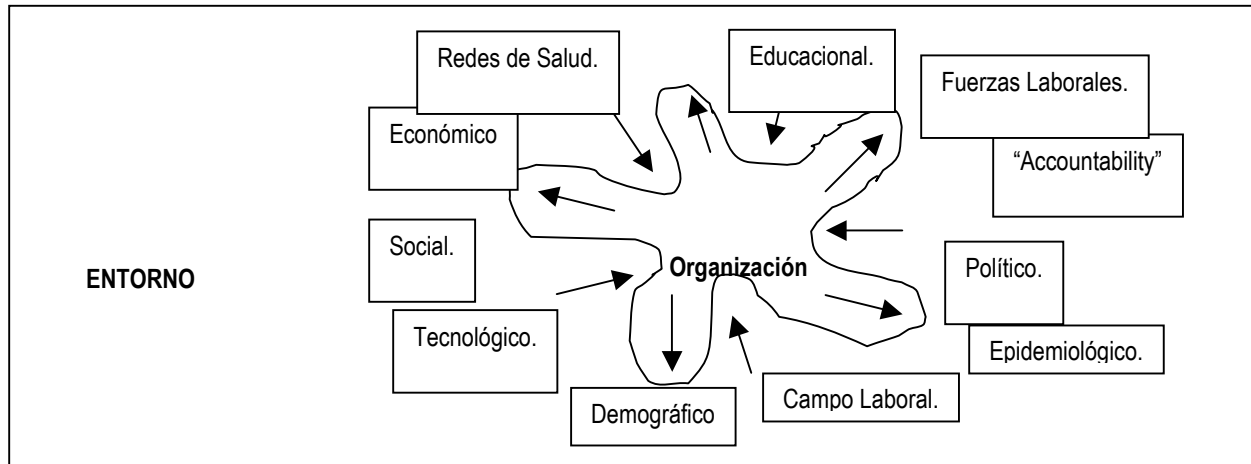 Redes de Salud.
Educacional.
Fuerzas Laborales.
Económico
“Accountability”
Social.
Organización
Político.
ENTORNO
Tecnológico.
Epidemiológico.
Demográfico
Campo Laboral.